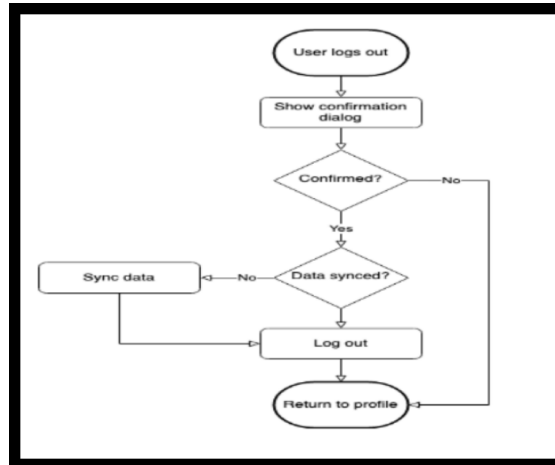 User logs out
Show confirmation
dialog
Confirmed?
No
Yes
Data synced?
No
Sync data
Log out
Return to profile